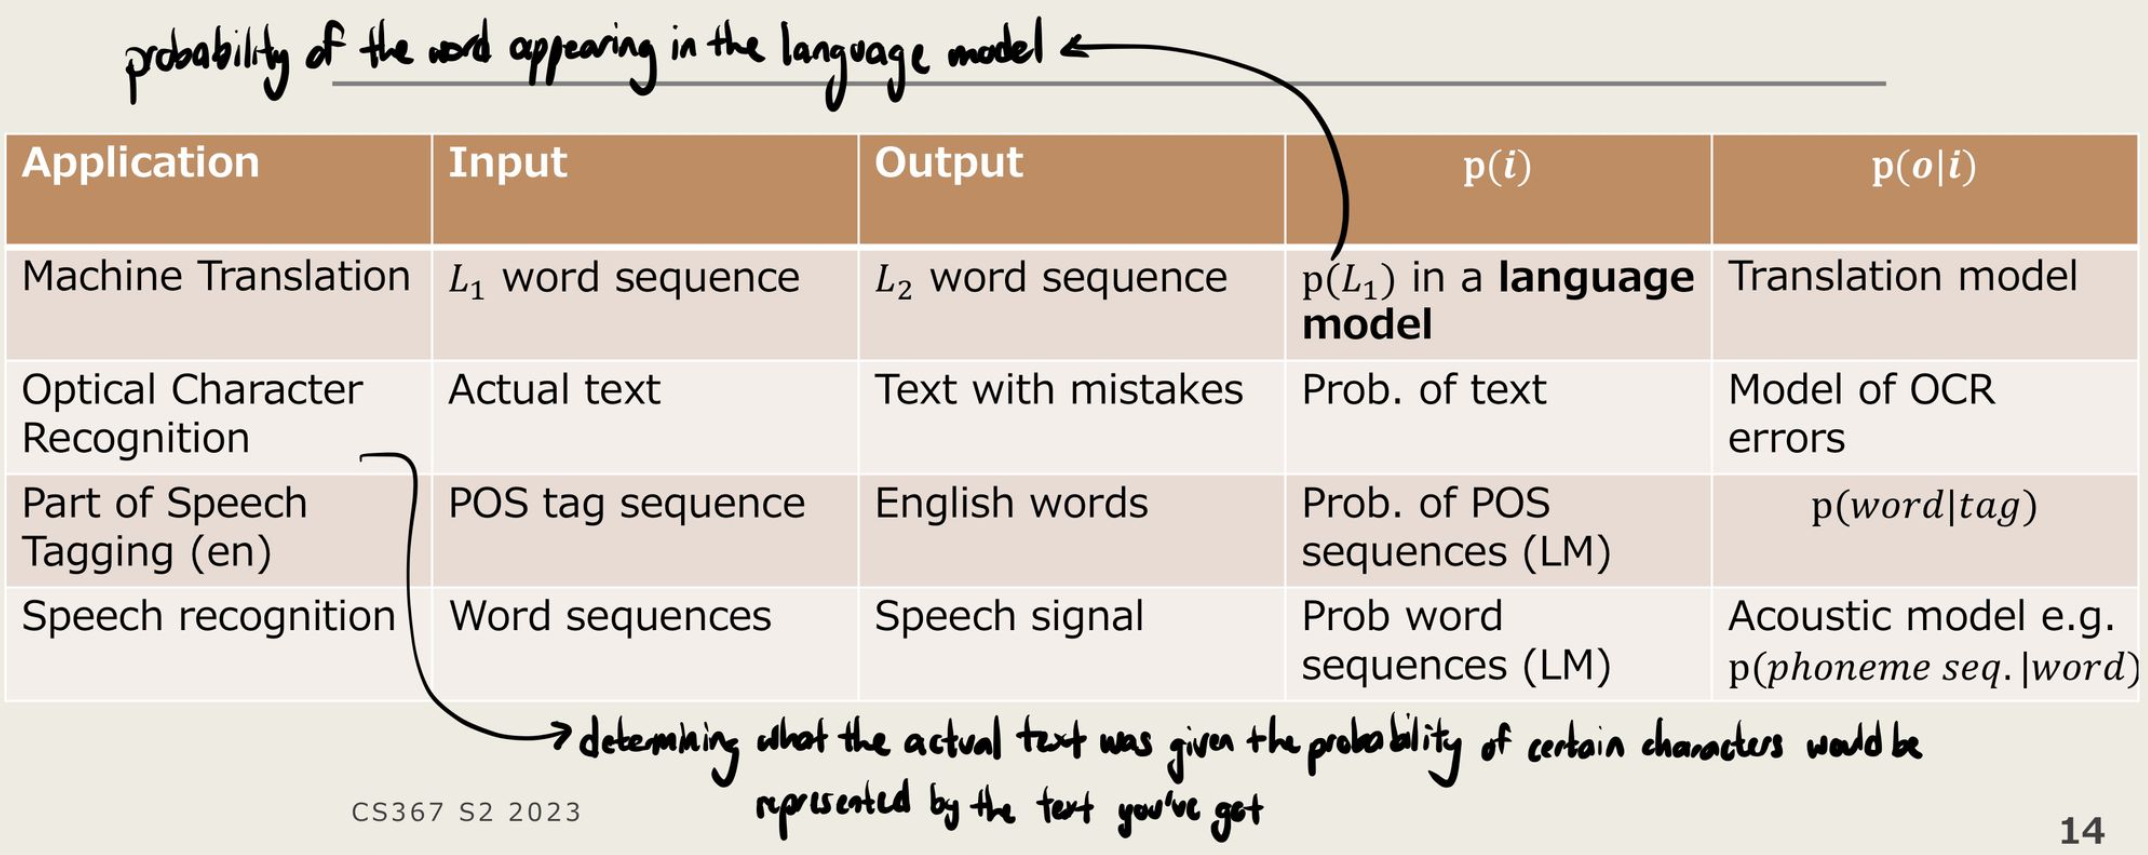 probability of the word appearing in the language model
Application Input Output p(i) p(o|i)
Machine Translation L₁ word sequence L₂ word sequence p(L₁) in a language Translation model
model
Optical Character Actual text Text with mistakes Prob. of text Model of OCR
Recognition errors
Part of Speech POS tag sequence English words Prob. of POS p(word|tag)
Tagging (en) sequences (LM)
Speech recognition Word sequences Speech signal Prob word Acoustic model e.g.
sequences (LM) p(phoneme seq.|word)
determining what the actual text was given the probability of certain characters would be
represented by the text you've got
CS367 S2 2023
14